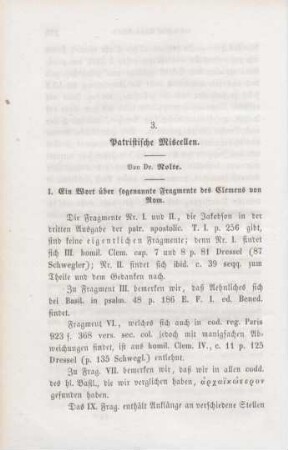 3.
Patristische Miscellen.
Von Dr. Nolte.
1. Ein Wort über sogenannte Fragmente des Clemens von
Rom.
Die Fragmente Nr. I. und II., die Jakobson in der
dritten Ausgabe der patr. apostolic. T. I. p. 256 gibt,
sind keine eigentlichen Fragmente; denn Nr. I. findet
sich III. homil. Clem. cap. 7 und 8 p. 81 Dressel (87
Schwegler); Nr. II. findet sich ibid. c. 39 seqq. zum
Theile und dem Gedanken nach.
Zu Fragment III. bemerken wir, daß Aehnliches sich
bei Basil. in psalm. 48 p. 186 E. F. I. ed. Bened.
findet.
Fragment VI., welches sich auch in cod. reg. Paris
923 §. 368 vers. sec. col. jedoch mit manigfachen Ab-
weichungen findet, ist aus homil. Clem. IV., c. 11 p. 125
Dressel (p. 135 Schwegl.) entlehnt.
Zu Frag. VII. bemerken wir, daß wir in allen codd.
des hl. Basil., die wir verglichen haben, ἀρχαϊκώτερον
gefunden haben.
Das IX. Frag. enthält Anklänge an verschiedene Stellen